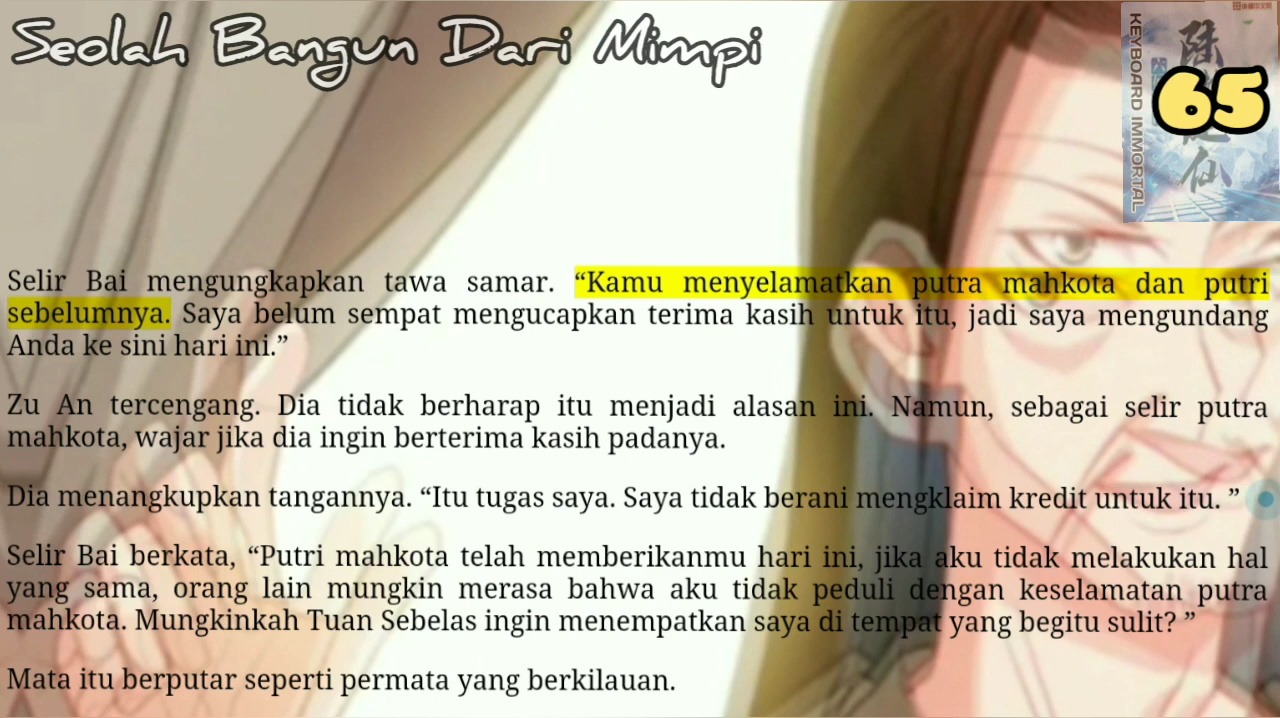 Seolah Bangun Dari Mimpi
65
KEYBOARD IMMORTAL
Selir Bai mengungkapkan tawa samar. “Kamu menyelamatkan putra mahkota dan putri
sebelumnya. Saya belum sempat mengucapkan terima kasih untuk itu, jadi saya mengundang
Anda ke sini hari ini.”
Zu An tercengang. Dia tidak berharap itu menjadi alasan ini. Namun, sebagai selir putra
mahkota, wajar jika dia ingin berterima kasih padanya.
Dia menangkupkan tangannya. “Itu tugas saya. Saya tidak berani mengklaim kredit untuk itu. ”
Selir Bai berkata, “Putri mahkota telah memberikanmu hari ini, jika aku tidak melakukan hal
yang sama, orang lain mungkin merasa bahwa aku tidak peduli dengan keselamatan putra
mahkota. Mungkinkah Tuan Sebelas ingin menempatkan saya di tempat yang begitu sulit? ”
Mata itu berputar seperti permata yang berkilauan.